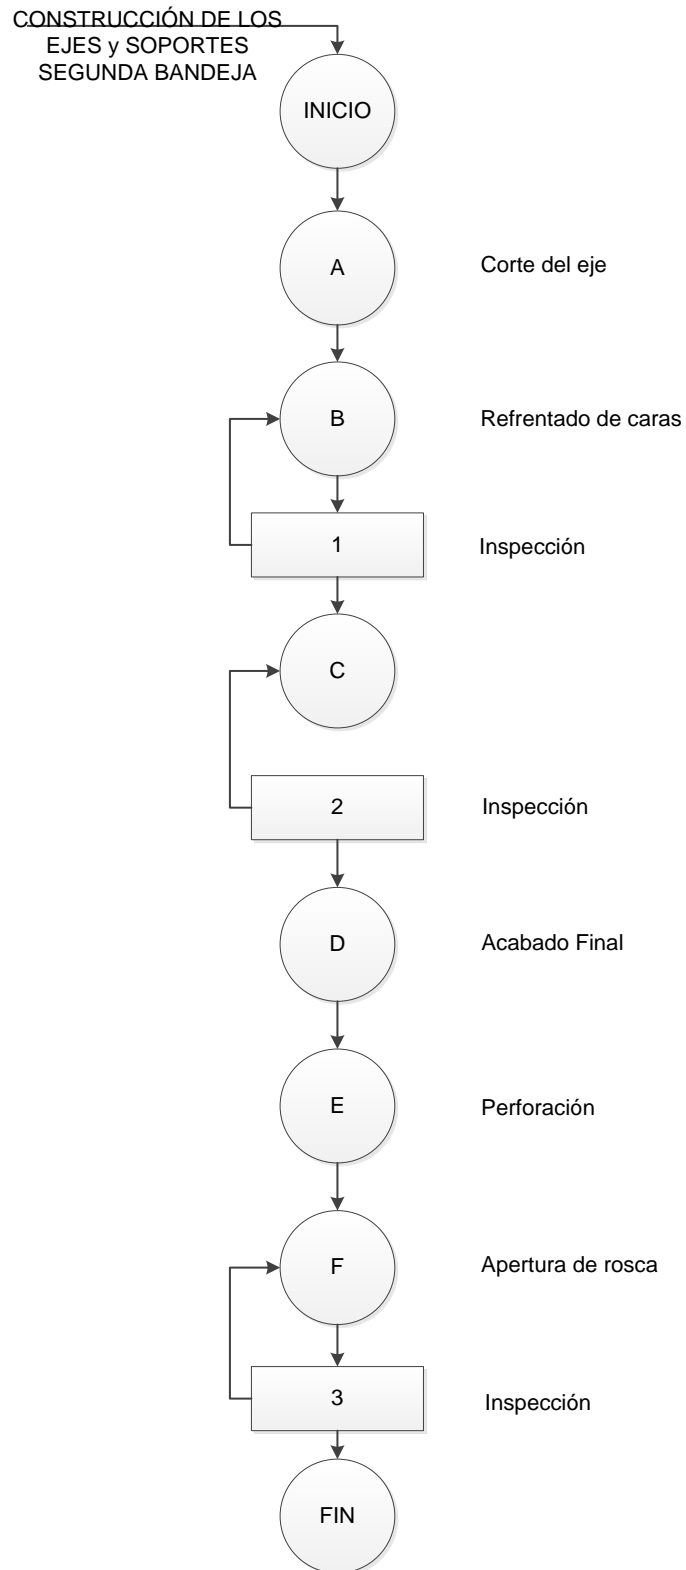 CONSTRUCCIÓN DE LOS
EJES y SOPORTES
SEGUNDA BANDEJA
INICIO
A
Corte del eje
B
Refrentado de caras
1
Inspección
C
2
Inspección
D
Acabado Final
E
Perforación
F
Apertura de rosca
3
Inspección
FIN